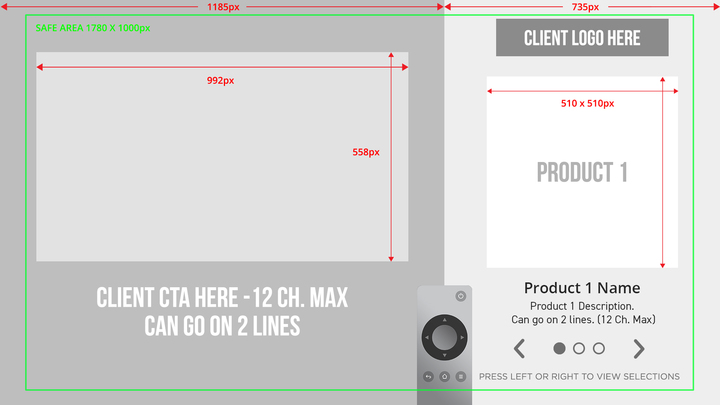 1185px
735px
SAFE AREA 1780 X 1000px
992px
558px
CLIENT CTA HERE -12 CH. MAX
CAN GO ON 2 LINES
CLIENT LOGO HERE
510 x 510px
PRODUCT 1
Product 1 Name
Product 1 Description.
Can go on 2 lines. (12 Ch. Max)
PRESS LEFT OR RIGHT TO VIEW SELECTIONS